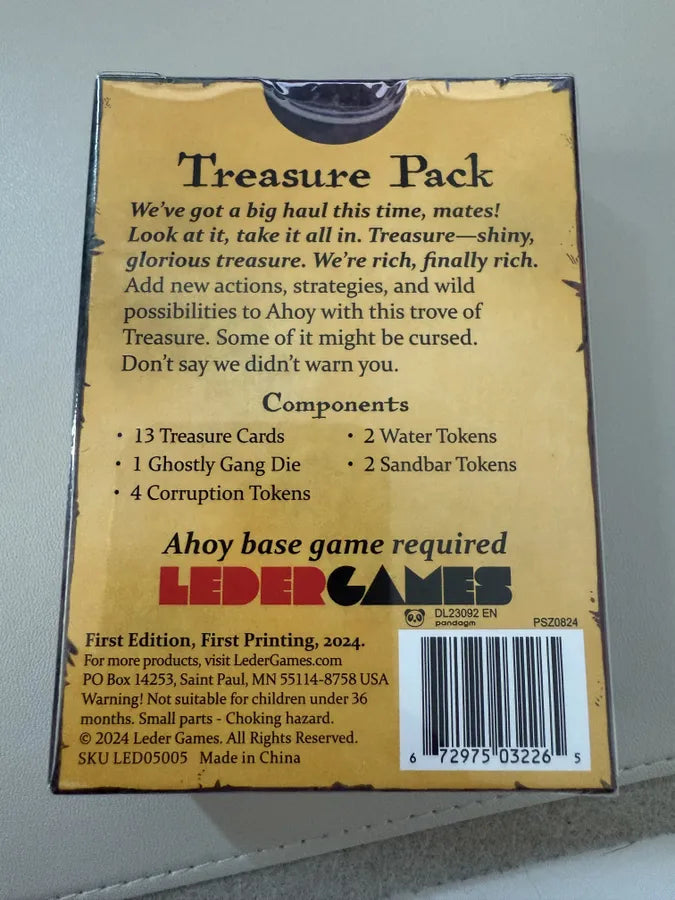 Treasure Pack
We've got a big haul this time, mates!
Look at it, take it all in. Treasure—shiny,
glorious treasure. We're rich, finally rich.
Add new actions, strategies, and wild
possibilities to Ahoy with this trove of
Treasure. Some of it might be cursed.
Don't say we didn't warn you.
Components
• 13 Treasure Cards
• 1 Ghostly Gang Die
• 4 Corruption Tokens
• 2 Water Tokens
• 2 Sandbar Tokens
Ahoy base game required
LEDERGAMES
DL23092 EN
pandagm
PSZ0824
First Edition, First Printing, 2024.
For more products, visit LederGames.com
PO Box 14253, Saint Paul, MN 55114-8758 USA
Warning! Not suitable for children under 36
months. Small parts - Choking hazard.
© 2024 Leder Games. All Rights Reserved.
SKU LED05005 Made in China
6 72975 03226 5